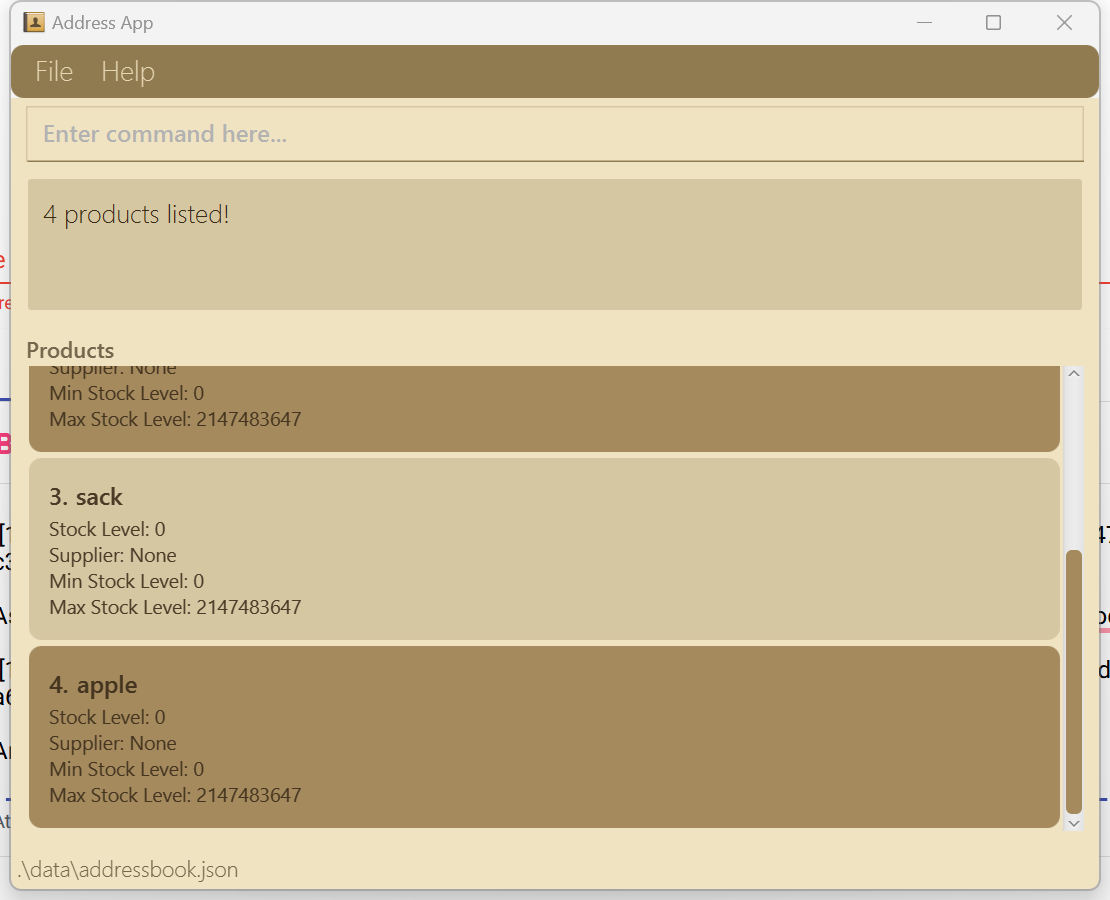 Address App
File Help
Enter command here...
4 products listed!
Products
Supplier: None
Min Stock Level: 0
Max Stock Level: 2147483647
3. sack
Stock Level: 0
Supplier: None
Min Stock Level: 0
Max Stock Level: 2147483647
4. apple
Stock Level: 0
Supplier: None
Min Stock Level: 0
Max Stock Level: 2147483647
.\data\addressbook.json